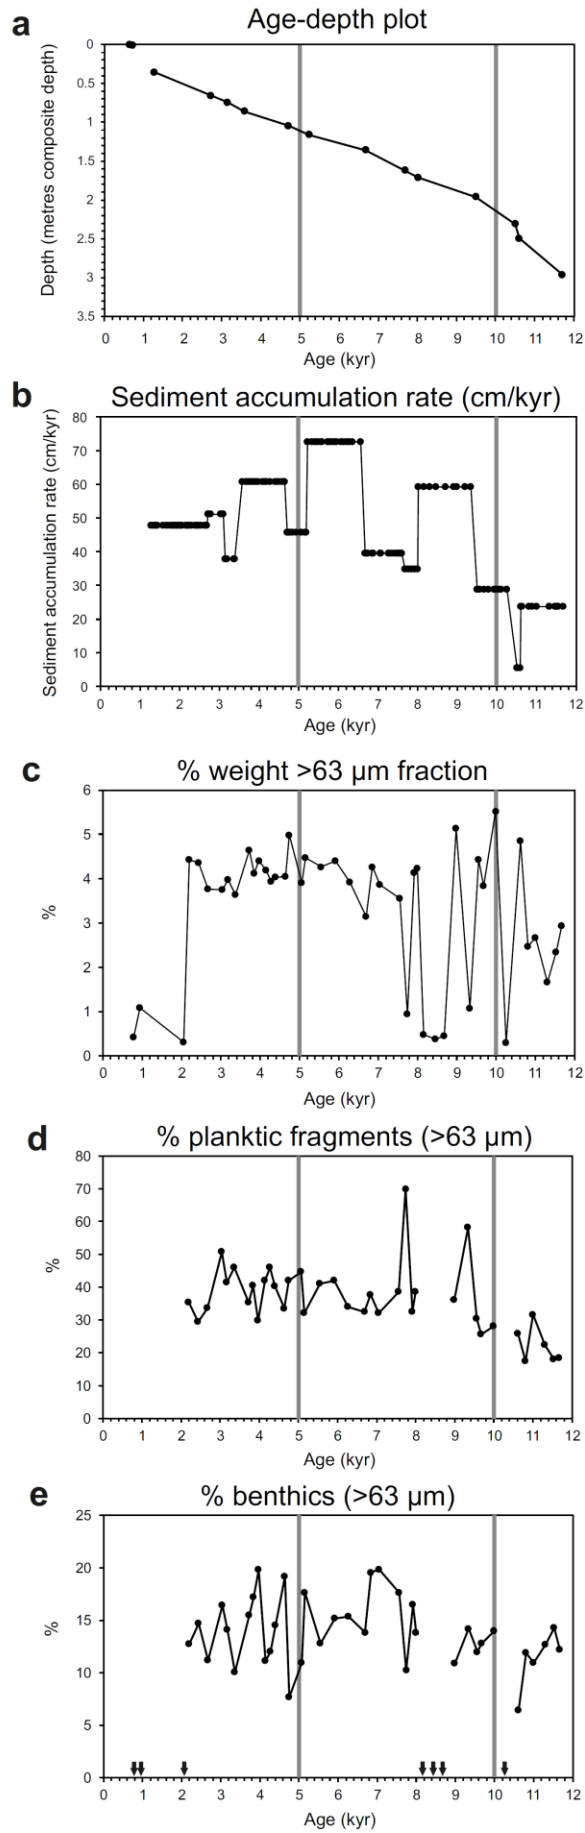 a
Age-depth plot
Depth (metres composite depth)
0
0.5
1
1.5
2
2.5
3
3.5
0 1 2 3 4 5 6 7 8 9 10 11 12
Age (kyr)
b
Sediment accumulation rate (cm/kyr)
Sediment accumulation rate (cm/kyr)
80
70
60
50
40
30
20
10
0
0 1 2 3 4 5 6 7 8 9 10 11 12
Age (kyr)
c
% weight >63 µm fraction
%
6
5
4
3
2
1
0
0 1 2 3 4 5 6 7 8 9 10 11 12
Age (kyr)
d
% planktic fragments (>63 µm)
%
80
70
60
50
40
30
20
10
0
0 1 2 3 4 5 6 7 8 9 10 11 12
Age (kyr)
e
% benthics (>63 µm)
%
25
20
15
10
5
0
0 1 2 3 4 5 6 7 8 9 10 11 12
Age (kyr)